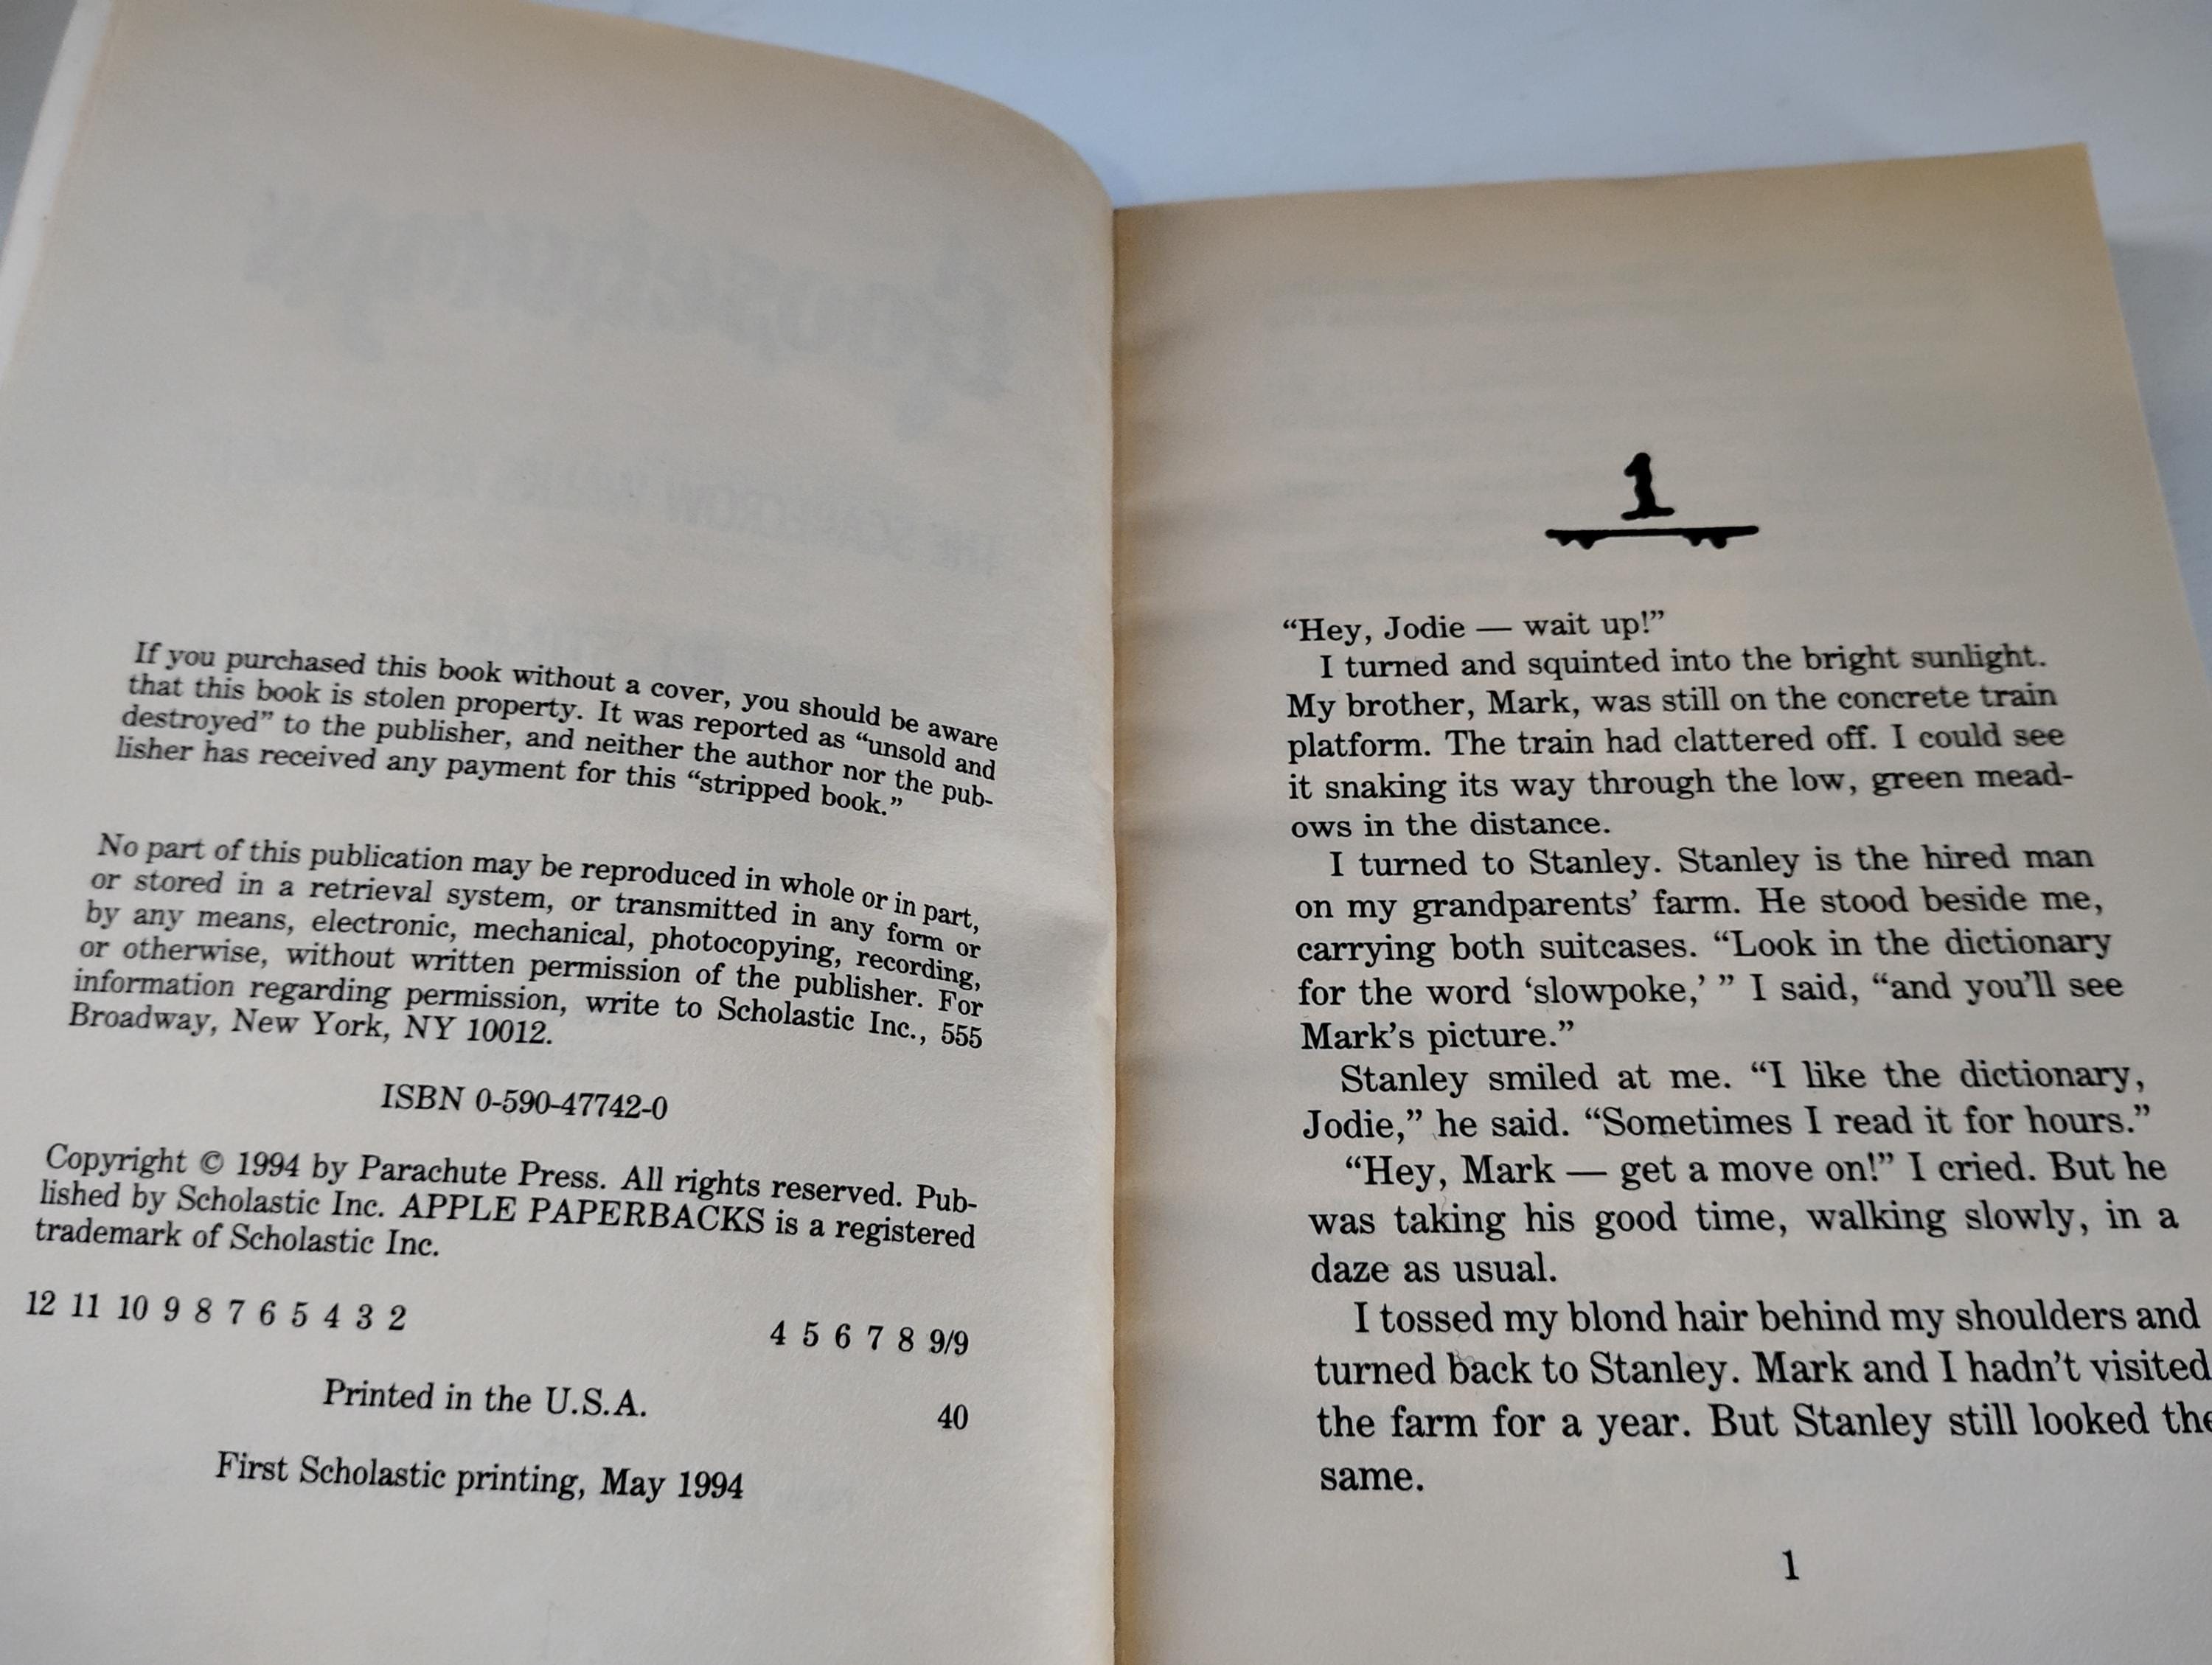 If you purchased this book without a cover, you should be aware
that this book is stolen property. It was reported as “unsold and
destroyed” to the publisher, and neither the author nor the pub-
lisher has received any payment for this “stripped book.”
No part of this publication may be reproduced in whole or in part,
or stored in a retrieval system, or transmitted in any form or
by any means, electronic, mechanical, photocopying, recording,
or otherwise, without written permission of the publisher. For
information regarding permission, write to Scholastic Inc., 555
Broadway, New York, NY 10012.
ISBN 0-590-47742-0
Copyright © 1994 by Parachute Press. All rights reserved. Pub-
lished by Scholastic Inc. APPLE PAPERBACKS is a registered
trademark of Scholastic Inc.
12 11 10 9 8 7 6 5 4 3 2
4 5 6 7 8 9/9
Printed in the U.S.A.
40
First Scholastic printing, May 1994
1
“Hey, Jodie — wait up!”
I turned and squinted into the bright sunlight.
My brother, Mark, was still on the concrete train
platform. The train had clattered off. I could see
it snaking its way through the low, green mead-
ows in the distance.
I turned to Stanley. Stanley is the hired man
on my grandparents’ farm. He stood beside me,
carrying both suitcases. “Look in the dictionary
for the word ‘slowpoke,’ ” I said, “and you’ll see
Mark’s picture.”
Stanley smiled at me. “I like the dictionary,
Jodie,” he said. “Sometimes I read it for hours.”
“Hey, Mark — get a move on!” I cried. But he
was taking his good time, walking slowly, in a
daze as usual.
I tossed my blond hair behind my shoulders and
turned back to Stanley. Mark and I hadn’t visited
the farm for a year. But Stanley still looked the
same.
1